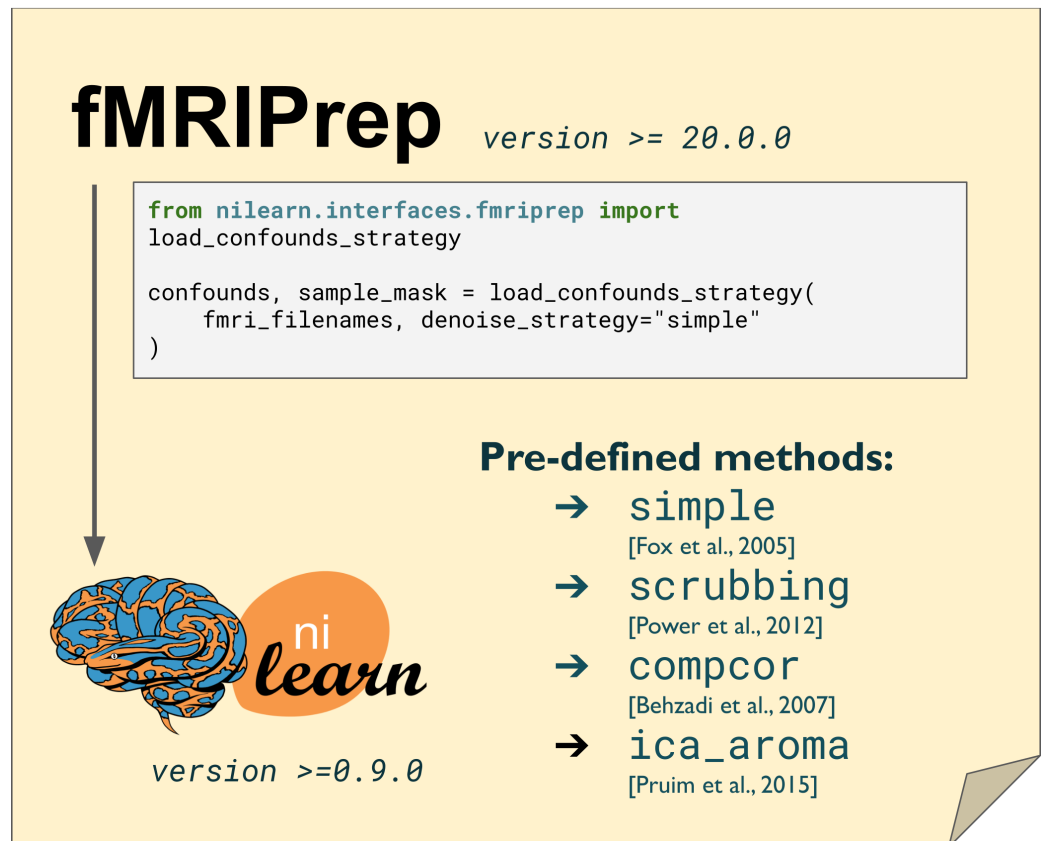 fMRIPrep version >= 20.0.0
from nilearn.interfaces.fmriprep import
load_confounds_strategy
confounds, sample_mask = load_confounds_strategy(
    fmri_filenames, denoise_strategy="simple"
)
Pre-defined methods:
➔ simple
[Fox et al., 2005]
➔ scrubbing
[Power et al., 2012]
➔ compcor
[Behzadi et al., 2007]
➔ ica_aroma
[Pruim et al., 2015]
ni
learn
version >=0.9.0